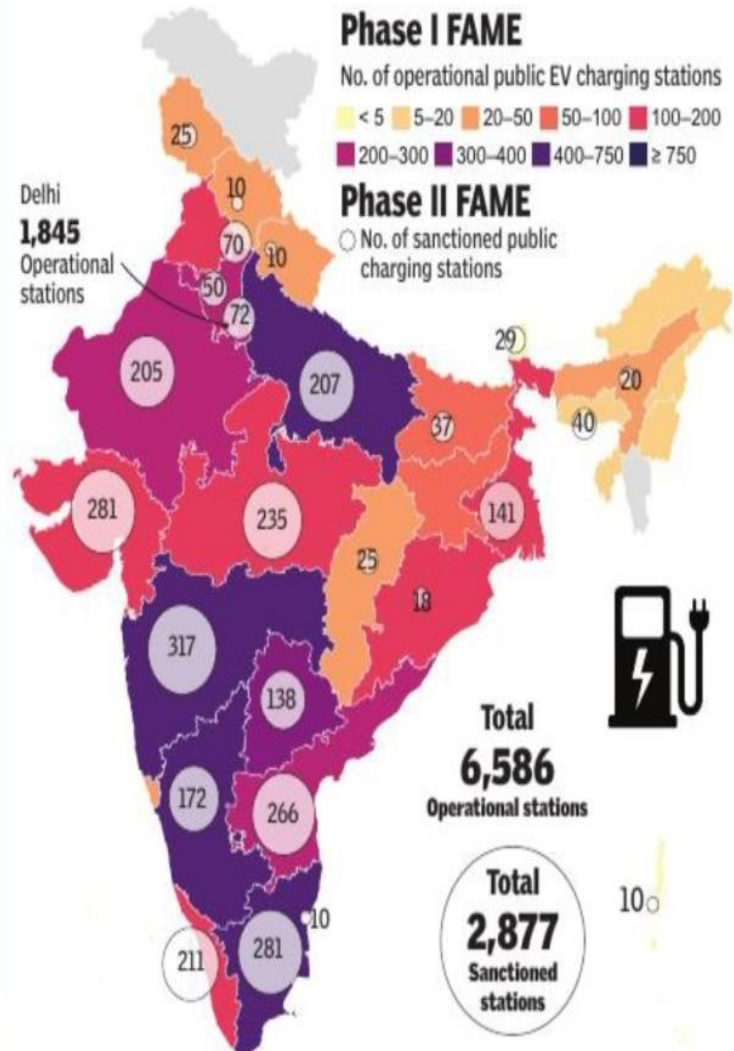 Phase I FAME
No. of operational public EV charging stations
< 5 5–20 20–50 50–100 100–200
200–300 300–400 400–750 ≥ 750
Phase II FAME
No. of sanctioned public
charging stations
Delhi
1,845
Operational
stations
25
10
70
10
50
72
29
205
207
20
37
40
281
235
141
25
18
317
138
172
266
10
211
281
Total
6,586
Operational stations
Total
2,877
Sanctioned
stations
10